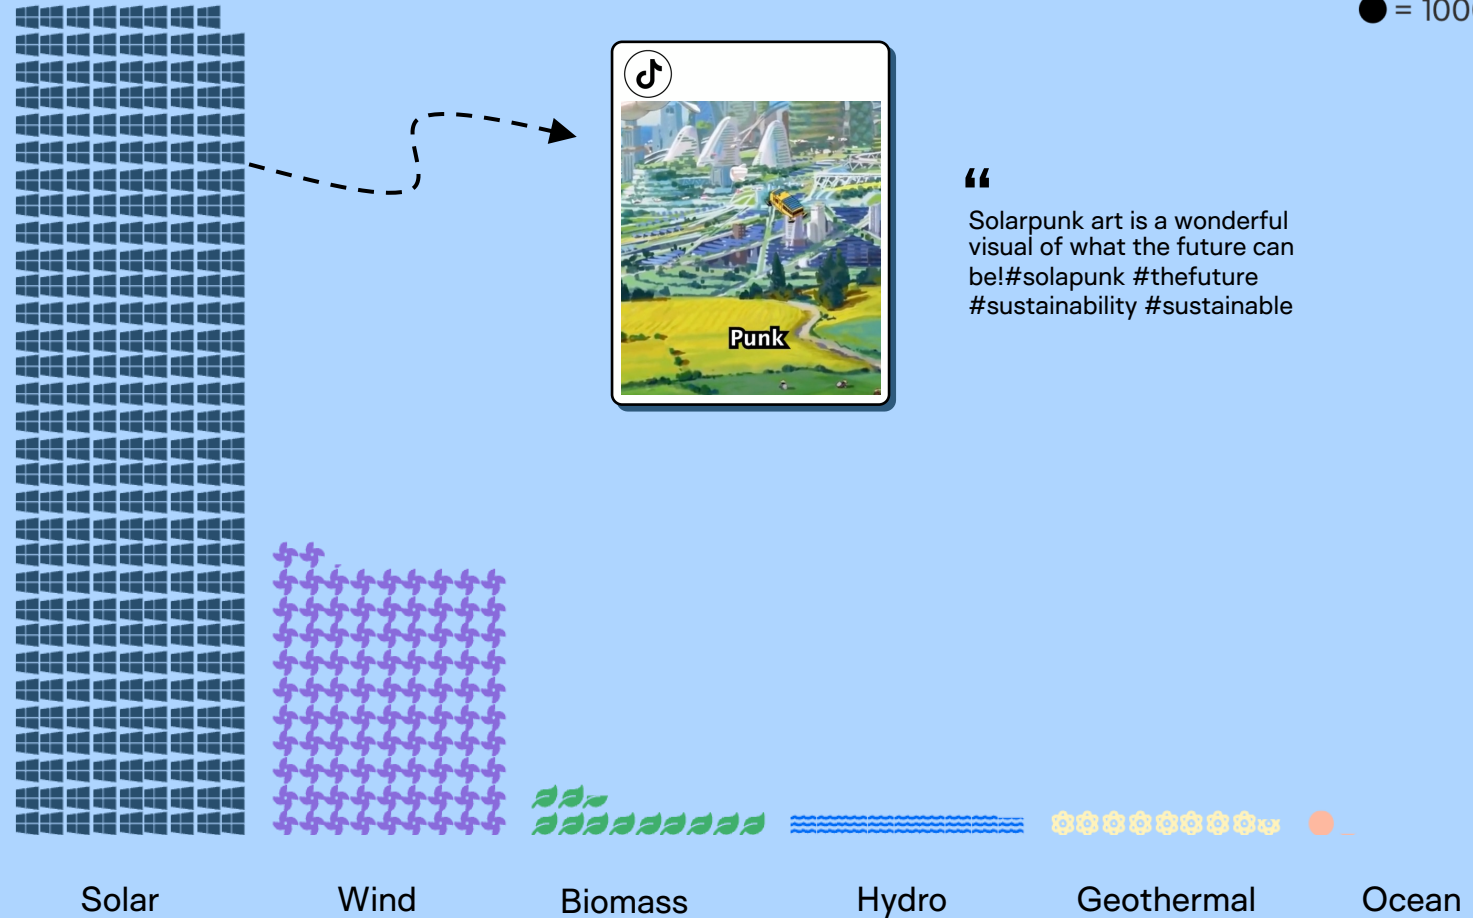 = 100
Punk
“
Solarpunk art is a wonderful
visual of what the future can
be!#solapunk #thefuture
#sustainability #sustainable
Solar
Wind
Biomass
Hydro
Geothermal
Ocean